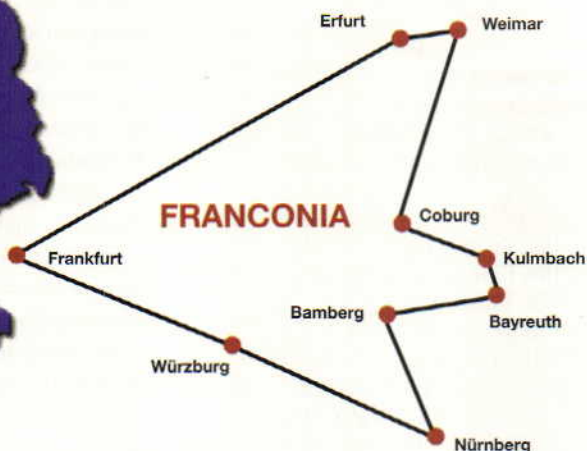 Erfurt
Weimar
FRANCONIA
Coburg
Frankfurt
Kulmbach
Bamberg
Bayreuth
Würzburg
Nürnberg